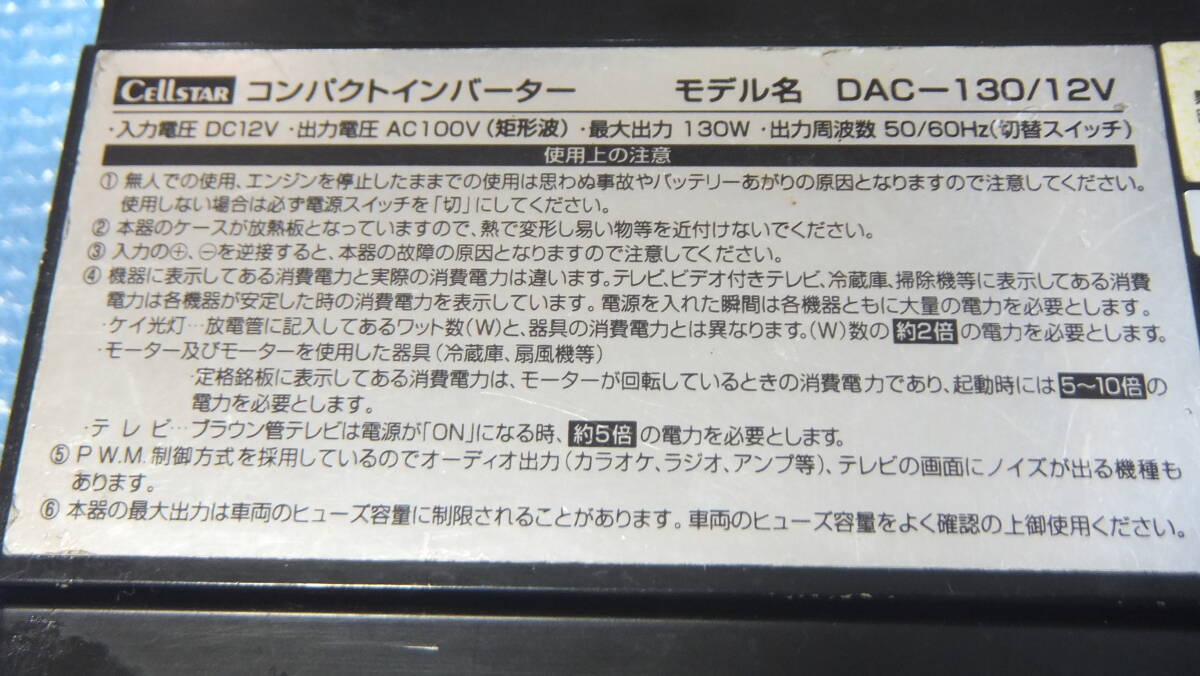 CELLSTAR コンパクトインバーター モデル名 DAC-130/12V
・入力電圧 DC12V ・出力電圧 AC100V(矩形波) ・最大出力 130W ・出力周波数 50/60Hz(切替スイッチ)
使用上の注意
① 無人での使用、エンジンを停止したままでの使用は思わぬ事故やバッテリーあがりの原因となりますので注意してください。
使用しない場合は必ず電源スイッチを「切」にしてください。
② 本器のケースが放熱板となっていますので、熱で変形し易い物等を近付けないでください。
③ 入力の⊕、⊖を逆接すると、本器の故障の原因となりますので注意してください。
④ 機器に表示してある消費電力と実際の消費電力は違います。テレビ、ビデオ付きテレビ、冷蔵庫、掃除機等に表示してある消費
電力は各機器が安定した時の消費電力を表示しています。電源を入れた瞬間は各機器ともに大量の電力を必要とします。
・ケイ光灯…放電管に記入してあるワット数(W)と、器具の消費電力とは異なります。(W)数の 約2倍 の電力を必要とします。
・モーター及びモーターを使用した器具(冷蔵庫、扇風機等)
・定格銘板に表示してある消費電力は、モーターが回転しているときの消費電力であり、起動時には 5〜10倍 の
電力を必要とします。
・テレビ…ブラウン管テレビは電源が「ON」になる時、約5倍 の電力を必要とします。
⑤ P.W.M.制御方式を採用しているのでオーディオ出力(カラオケ、ラジオ、アンプ等)、テレビの画面にノイズが出る機種も
あります。
⑥ 本器の最大出力は車両のヒューズ容量に制限されることがあります。車両のヒューズ容量をよく確認の上御使用ください。